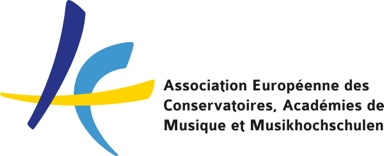 Association Européenne des
Conservatoires, Académies de
Musique et Musikhochschulen